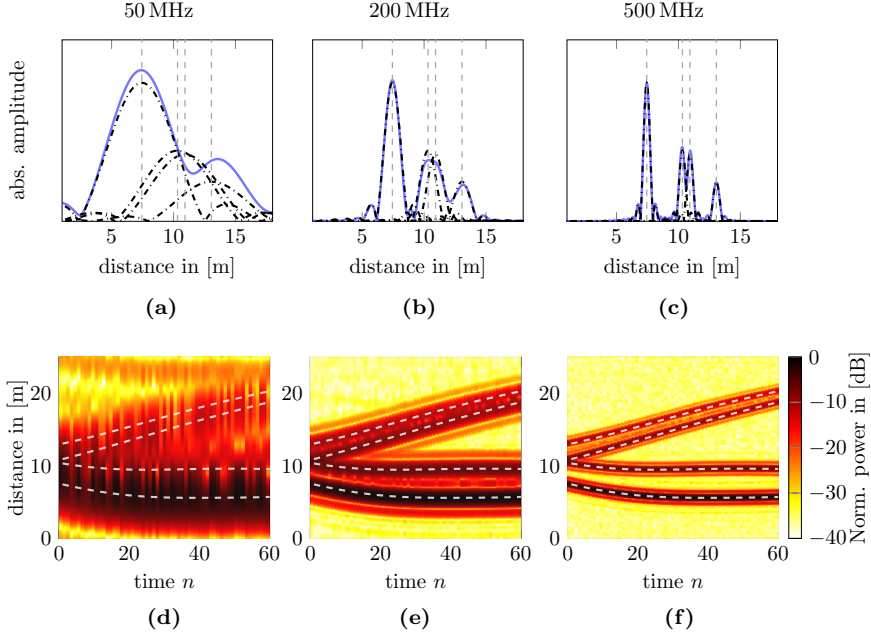 50 MHz
200 MHz
500 MHz
abs. amplitude
5 10 15
5 10 15
5 10 15
distance in [m]
distance in [m]
distance in [m]
(a)
(b)
(c)
distance in [m]
0 10 20
0 20 40 60
time n
(d)
0 10 20
0 20 40 60
time n
(e)
0 10 20
0 20 40 60
time n
(f)
0
−10
−20
−30
−40
Norm. power in [dB]